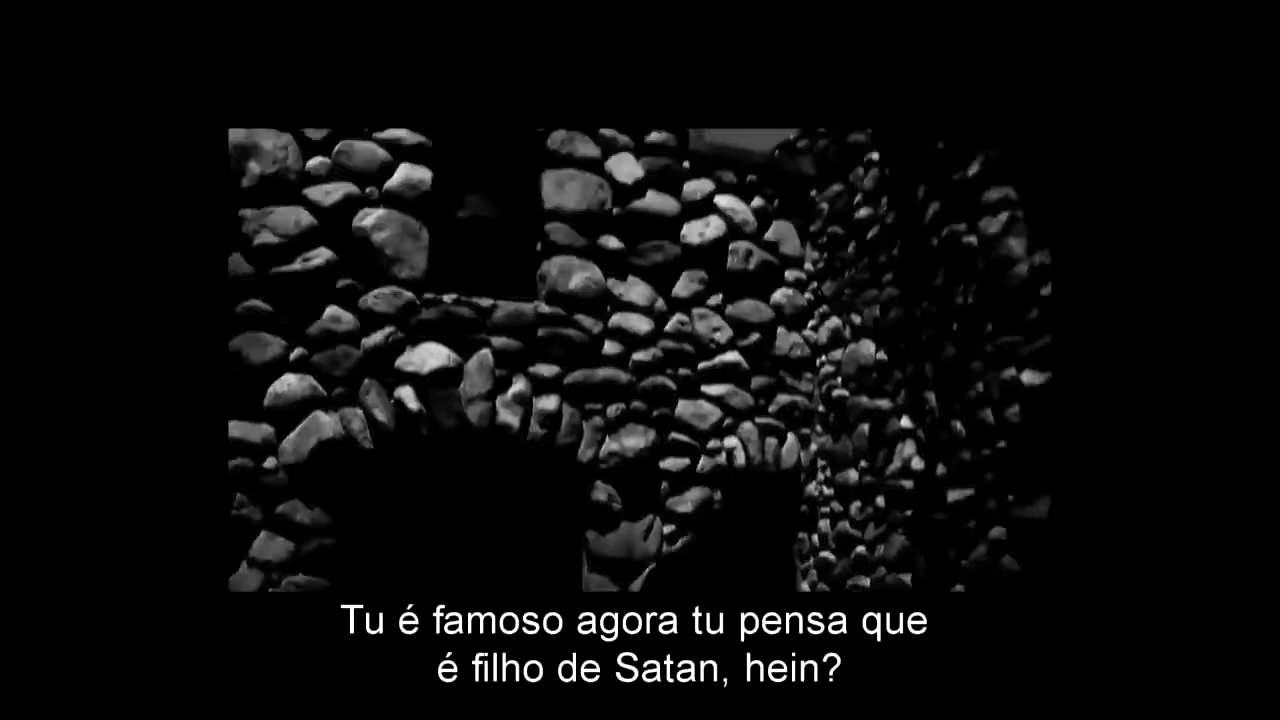 Tu é famoso agora tu pensa que
é filho de Satan, hein?